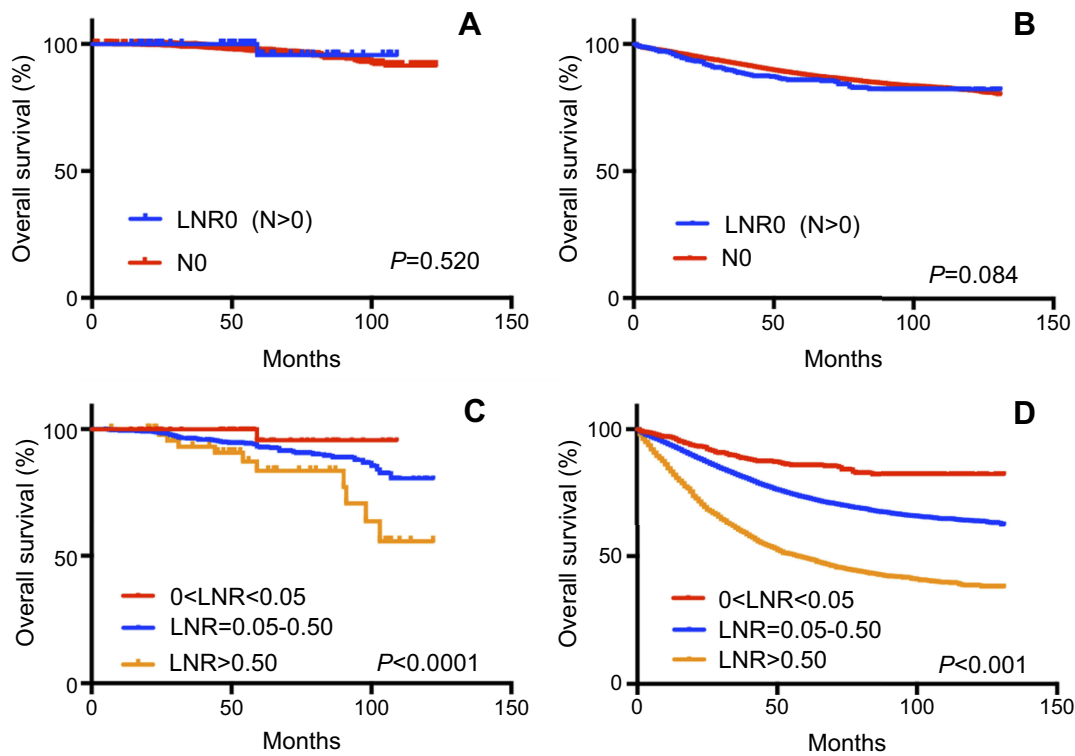 A
Overall survival (%)
100
50
0
LNR0 (N>0)
N0
P=0.520
0 50 100 150
Months
B
Overall survival (%)
100
50
0
LNR0 (N>0)
N0
P=0.084
0 50 100 150
Months
C
Overall survival (%)
100
50
0
0<LNR<0.05
LNR=0.05-0.50
LNR>0.50
P<0.0001
0 50 100 150
Months
D
Overall survival (%)
100
50
0
0<LNR<0.05
LNR=0.05-0.50
LNR>0.50
P<0.001
0 50 100 150
Months